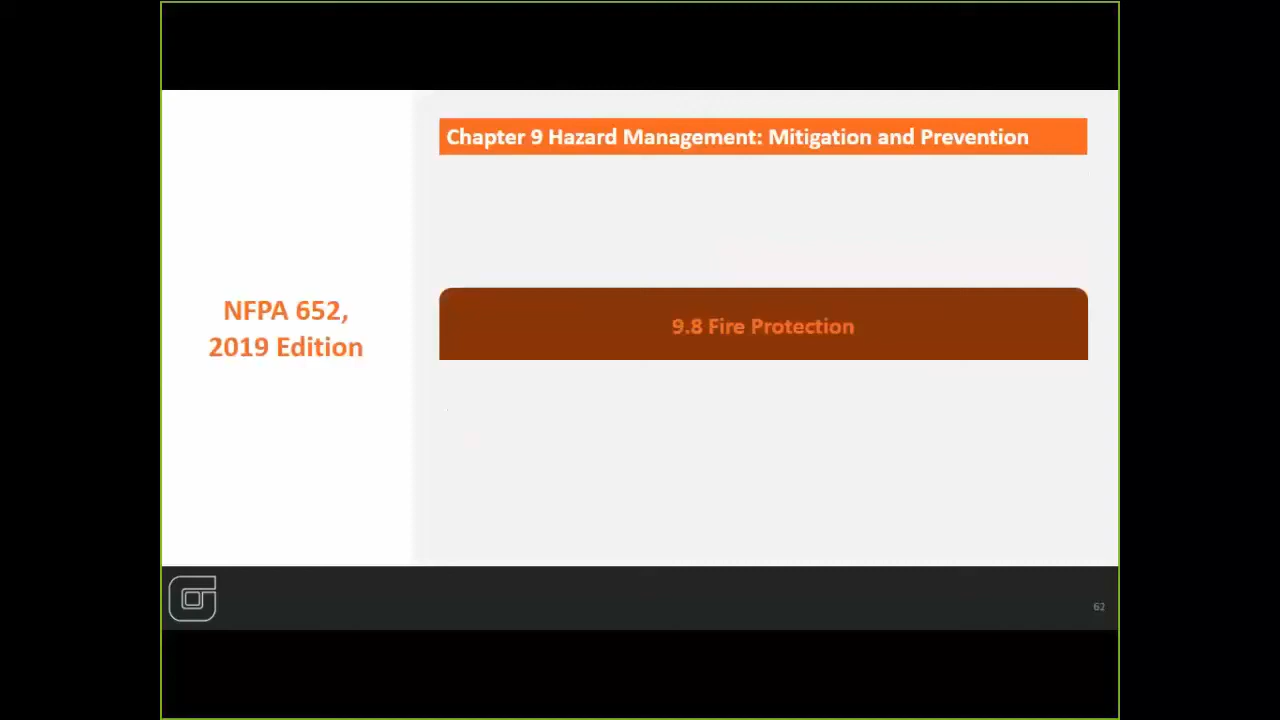 Chapter 9 Hazard Management: Mitigation and Prevention
NFPA 652,
2019 Edition
9.8 Fire Protection
62